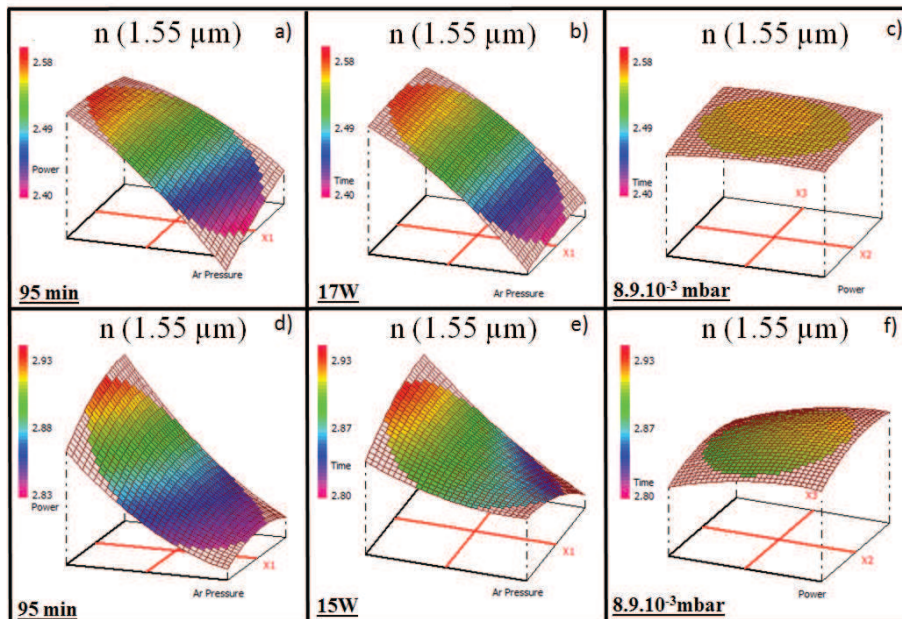 n (1.55 µm)
a)
2.58
2.49
Power
2.40
X1
Ar Pressure
95 min
n (1.55 µm)
b)
2.58
2.49
Time
2.40
X1
Ar Pressure
17W
n (1.55 µm)
c)
2.58
2.49
Time
2.40
X3
X2
Power
8.9.10⁻³ mbar
n (1.55 µm)
d)
2.93
2.88
2.83
Power
X1
Ar Pressure
95 min
n (1.55 µm)
e)
2.93
2.87
Time
2.80
X1
Ar Pressure
15W
n (1.55 µm)
f)
2.93
2.87
Time
2.80
X3
X2
Power
8.9.10⁻³mbar